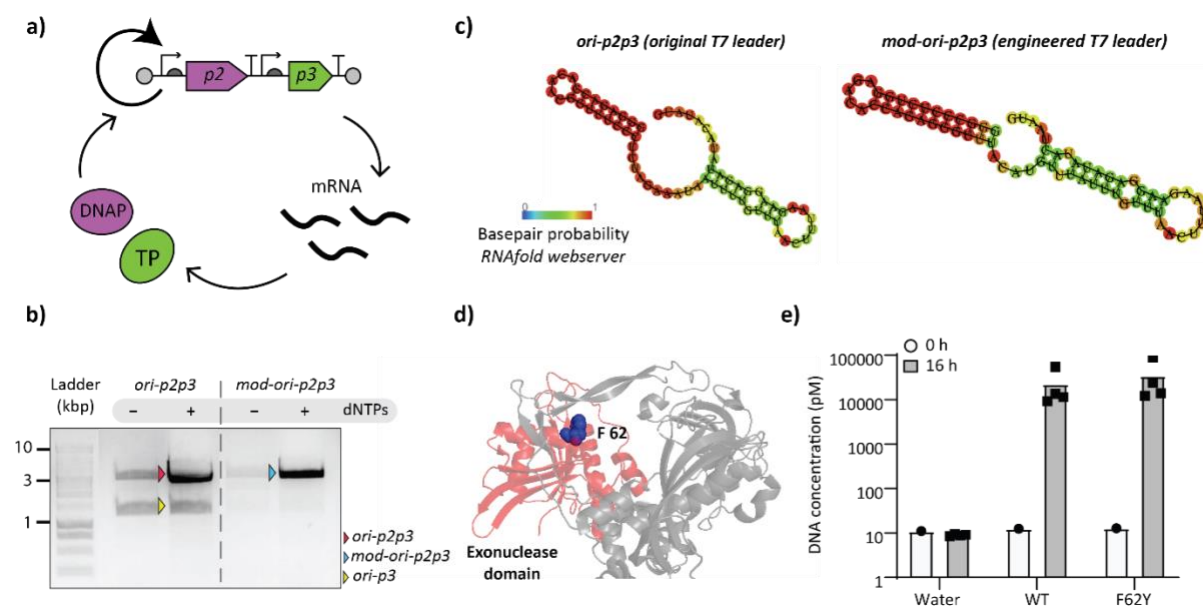 a)
p2
p3
DNAP
TP
mRNA
b)
Ladder
(kbp)
ori-p2p3
mod-ori-p2p3
−
+
−
+
dNTPs
10
3
1
ori-p2p3
mod-ori-p2p3
ori-p3
c)
ori-p2p3 (original T7 leader)
mod-ori-p2p3 (engineered T7 leader)
0
1
Basepair probability
RNAfold webserver
d)
F 62
Exonuclease
domain
e)
0 h
16 h
DNA concentration (pM)
100000
10000
1000
100
10
1
Water
WT
F62Y